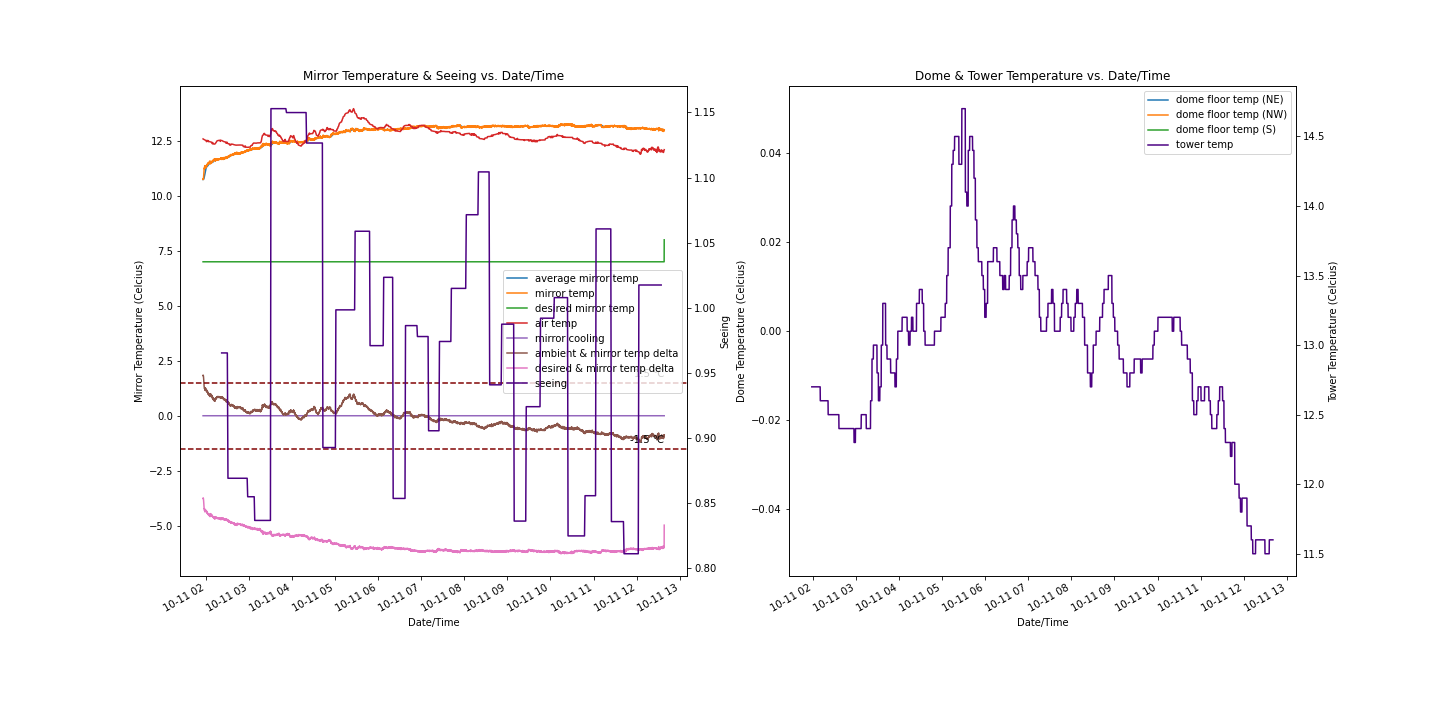 Mirror Temperature & Seeing vs. Date/Time
Mirror Temperature (Celcius)
12.5
10.0
7.5
5.0
2.5
0.0
−2.5
−5.0
1.15
1.10
1.05
1.00
0.95
0.90
0.85
0.80
Seeing
average mirror temp
mirror temp
desired mirror temp
air temp
mirror cooling
ambient & mirror temp delta
desired & mirror temp delta
seeing
-1.5 °C
10-11 02
10-11 03
10-11 04
10-11 05
10-11 06
10-11 07
10-11 08
10-11 09
10-11 10
10-11 11
10-11 12
10-11 13
Date/Time
Dome & Tower Temperature vs. Date/Time
Dome Temperature (Celcius)
0.04
0.02
0.00
−0.02
−0.04
dome floor temp (NE)
dome floor temp (NW)
dome floor temp (S)
tower temp
14.5
14.0
13.5
13.0
12.5
12.0
11.5
Tower Temperature (Celcius)
10-11 02
10-11 03
10-11 04
10-11 05
10-11 06
10-11 07
10-11 08
10-11 09
10-11 10
10-11 11
10-11 12
10-11 13
Date/Time